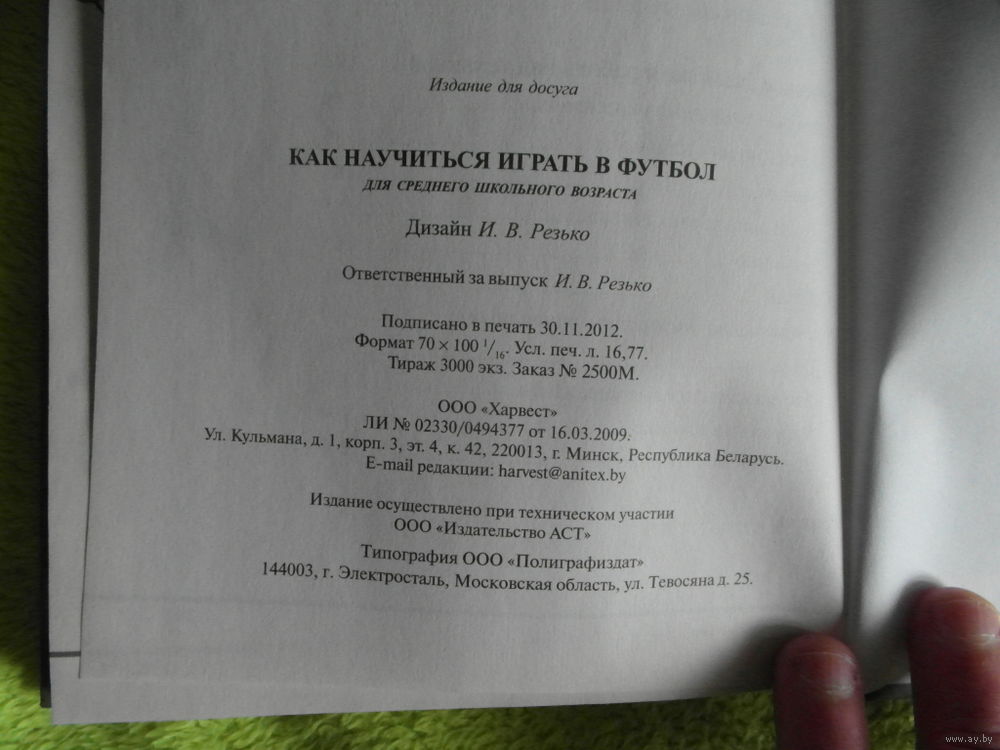 Издание для досуга
КАК НАУЧИТЬСЯ ИГРАТЬ В ФУТБОЛ
ДЛЯ СРЕДНЕГО ШКОЛЬНОГО ВОЗРАСТА
Дизайн И. В. Резько
Ответственный за выпуск И. В. Резько
Подписано в печать 30.11.2012.
Формат 70 × 100 1/16. Усл. печ. л. 16,77.
Тираж 3000 экз. Заказ № 2500М.
ООО «Харвест»
ЛИ № 02330/0494377 от 16.03.2009.
Ул. Кульмана, д. 1, корп. 3, эт. 4, к. 42, 220013, г. Минск, Республика Беларусь.
E-mail редакции: harvest@anitex.by
Издание осуществлено при техническом участии
ООО «Издательство АСТ»
Типография ООО «Полиграфиздат»
144003, г. Электросталь, Московская область, ул. Тевосяна д. 25.
www.ay.by